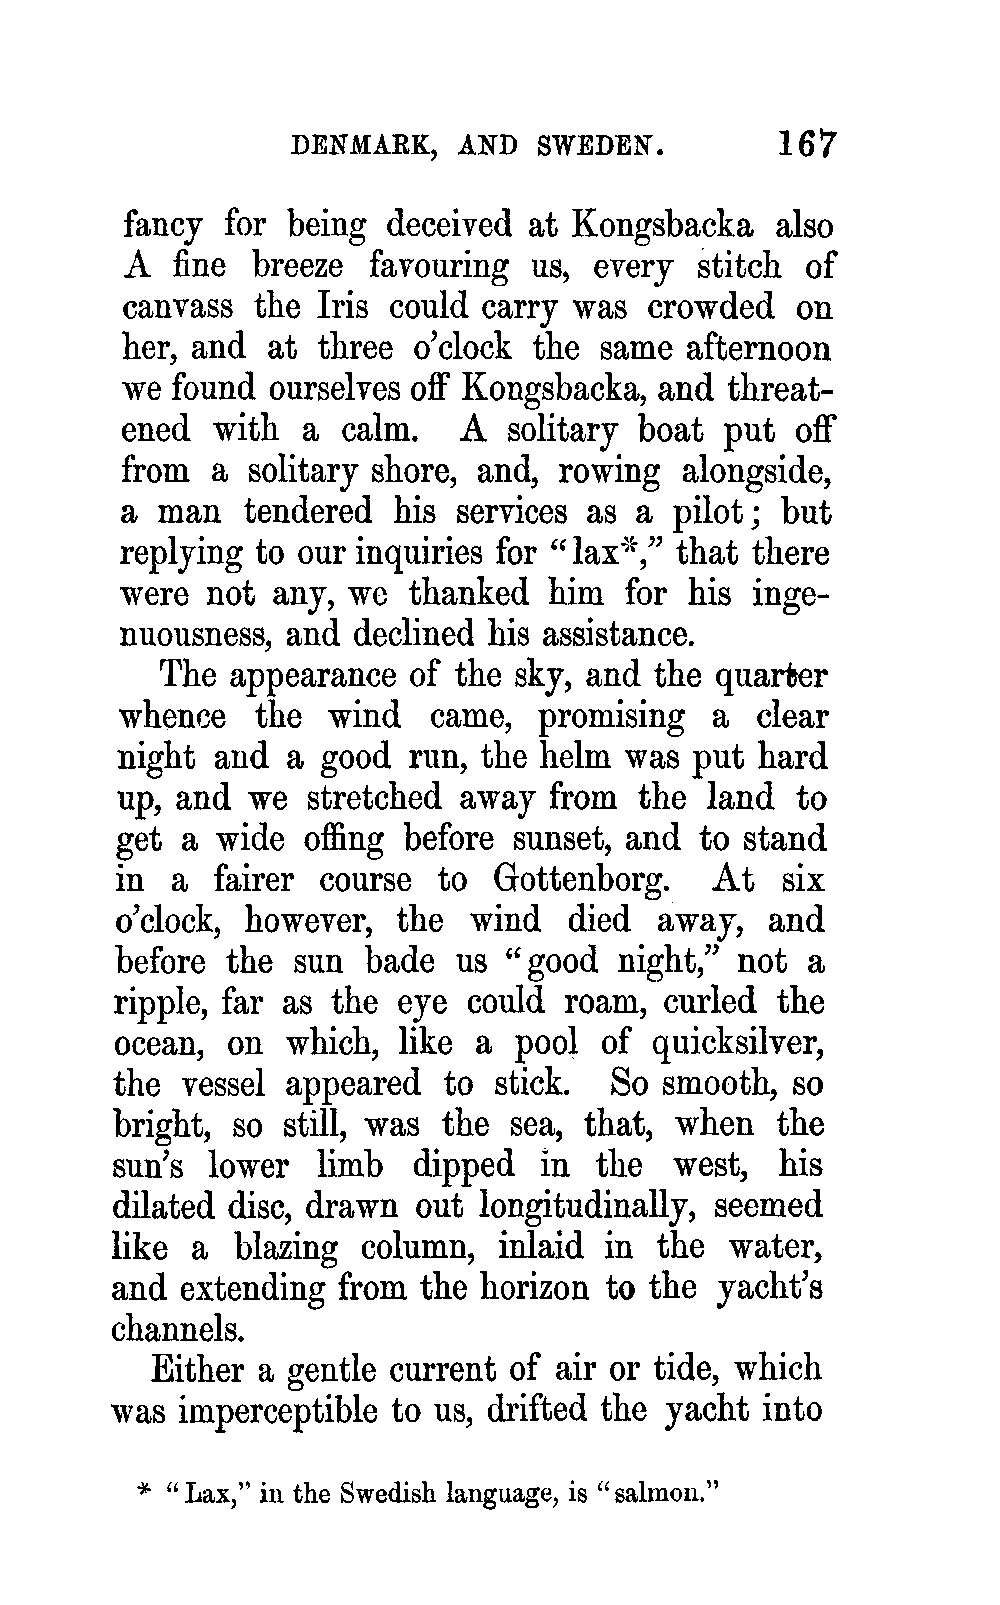 DENMARK, AND SWEDEN. 167
fancy for being deceived at Kongsbacka also
A fine breeze favouring us, every stitch of
canvass the Iris could carry was crowded on
her, and at three o'clock the same afternoon
we found ourselves off Kongsbacka, and threat-
ened with a calm. A solitary boat put off
from a solitary shore, and, rowing alongside,
a man tendered his services as a pilot; but
replying to our inquiries for “lax*,” that there
were not any, we thanked him for his inge-
nuousness, and declined his assistance.
The appearance of the sky, and the quarter
whence the wind came, promising a clear
night and a good run, the helm was put hard
up, and we stretched away from the land to
get a wide offing before sunset, and to stand
in a fairer course to Gottenborg. At six
o'clock, however, the wind died away, and
before the sun bade us “good night,” not a
ripple, far as the eye could roam, curled the
ocean, on which, like a pool of quicksilver,
the vessel appeared to stick. So smooth, so
bright, so still, was the sea, that, when the
sun's lower limb dipped in the west, his
dilated disc, drawn out longitudinally, seemed
like a blazing column, inlaid in the water,
and extending from the horizon to the yacht's
channels.
Either a gentle current of air or tide, which
was imperceptible to us, drifted the yacht into
* “Lax,” in the Swedish language, is “salmon.”